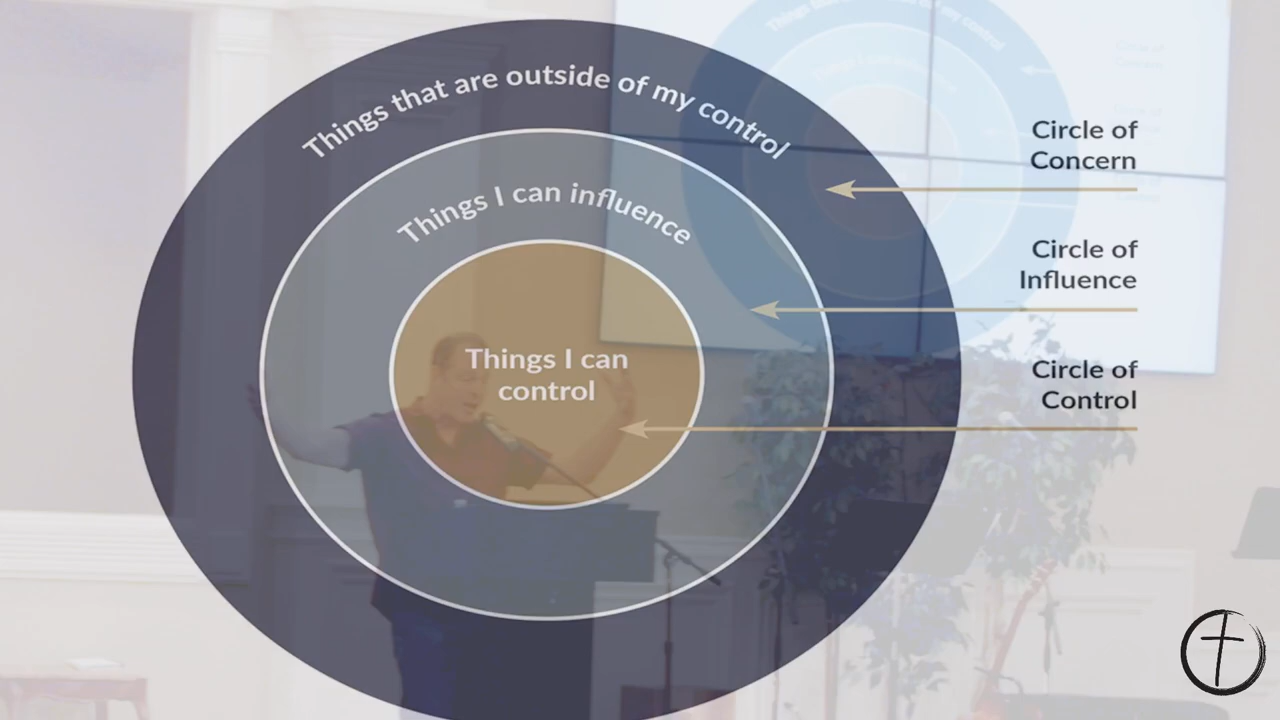 Things that are outside of my control
Things I can influence
Things I can
control
Circle of
Concern
Circle of
Influence
Circle of
Control